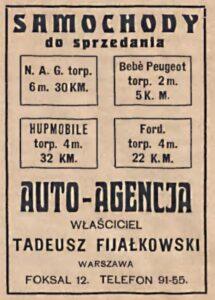 SAMOCHODY
do sprzedania
N. A. G. torp.
6 m. 30 KM.
Bebè Peugeot
torp. 2 m.
5 K. M.
HUPMOBILE
torp. 4 m.
32 KM.
Ford.
torp. 4 m.
22 K.M.
AUTO-AGENCJA
WŁAŚCICIEL
TADEUSZ FIJAŁKOWSKI
WARSZAWA
FOKSAL 12. TELEFON 91-55.